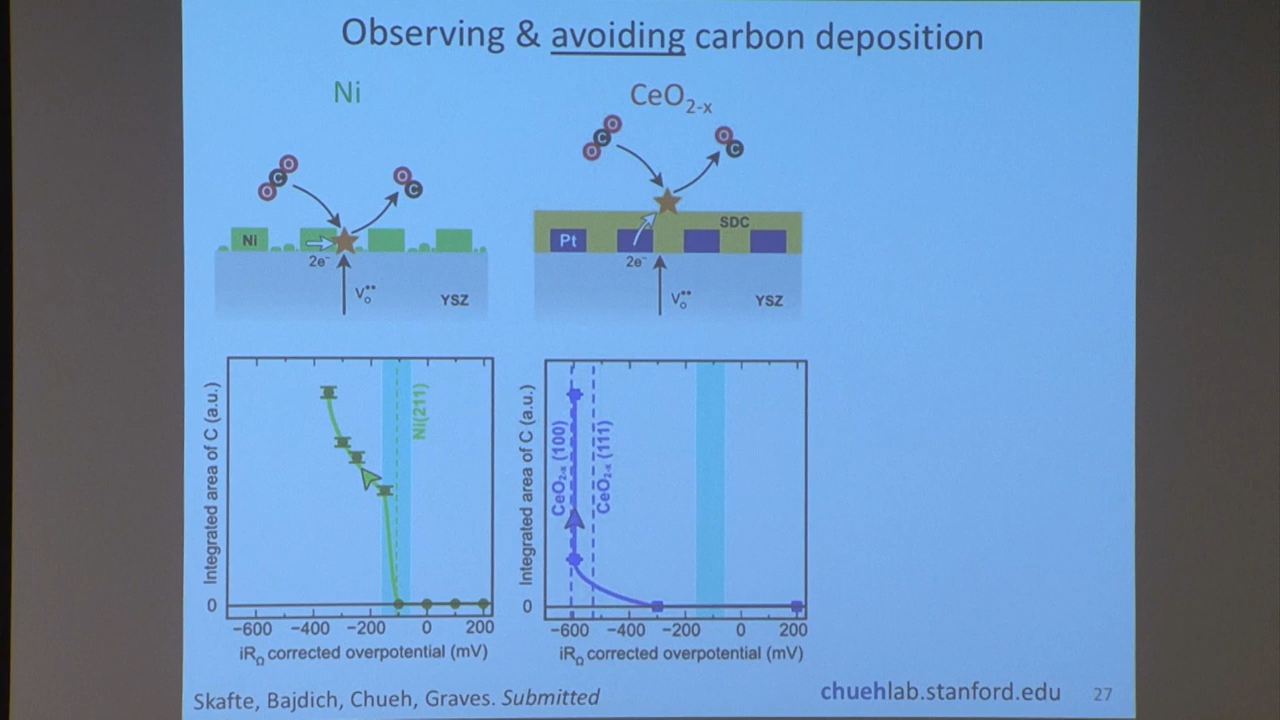 Observing & avoiding carbon deposition
Ni
CeO2-x
O
C
O
O
C
O
C
O
O
C
Ni
2e⁻
V₀••
YSZ
SDC
Pt
2e⁻
V₀••
YSZ
Integrated area of C (a.u.)
0
Ni(211)
−600 −400 −200 0 200
iRΩ corrected overpotential (mV)
Integrated area of C (a.u.)
0
CeO2-x (100)
CeO2-x (111)
−600 −400 −200 0 200
iRΩ corrected overpotential (mV)
Skafte, Bajdich, Chueh, Graves. Submitted
chuehlab.stanford.edu 27